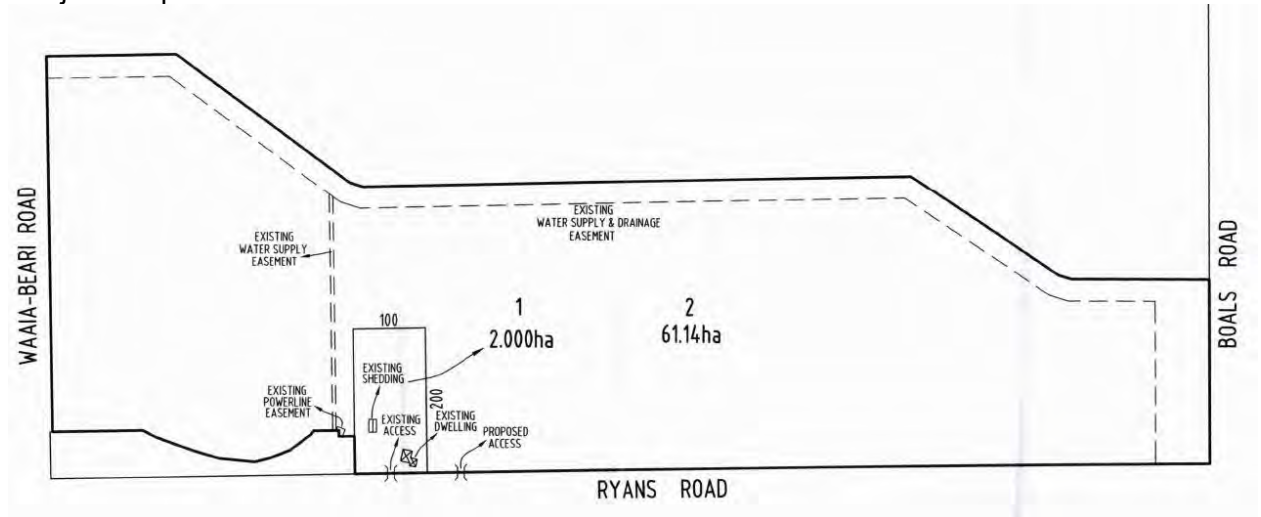 WAAIA-BEARI ROAD
EXISTING
WATER SUPPLY
EASEMENT
EXISTING
WATER SUPPLY & DRAINAGE
EASEMENT
BOALS ROAD
100
1
2.000ha
2
61.14ha
EXISTING
SHEDDING
200
EXISTING
POWERLINE
EASEMENT
EXISTING
ACCESS
EXISTING
DWELLING
PROPOSED
ACCESS
RYANS ROAD